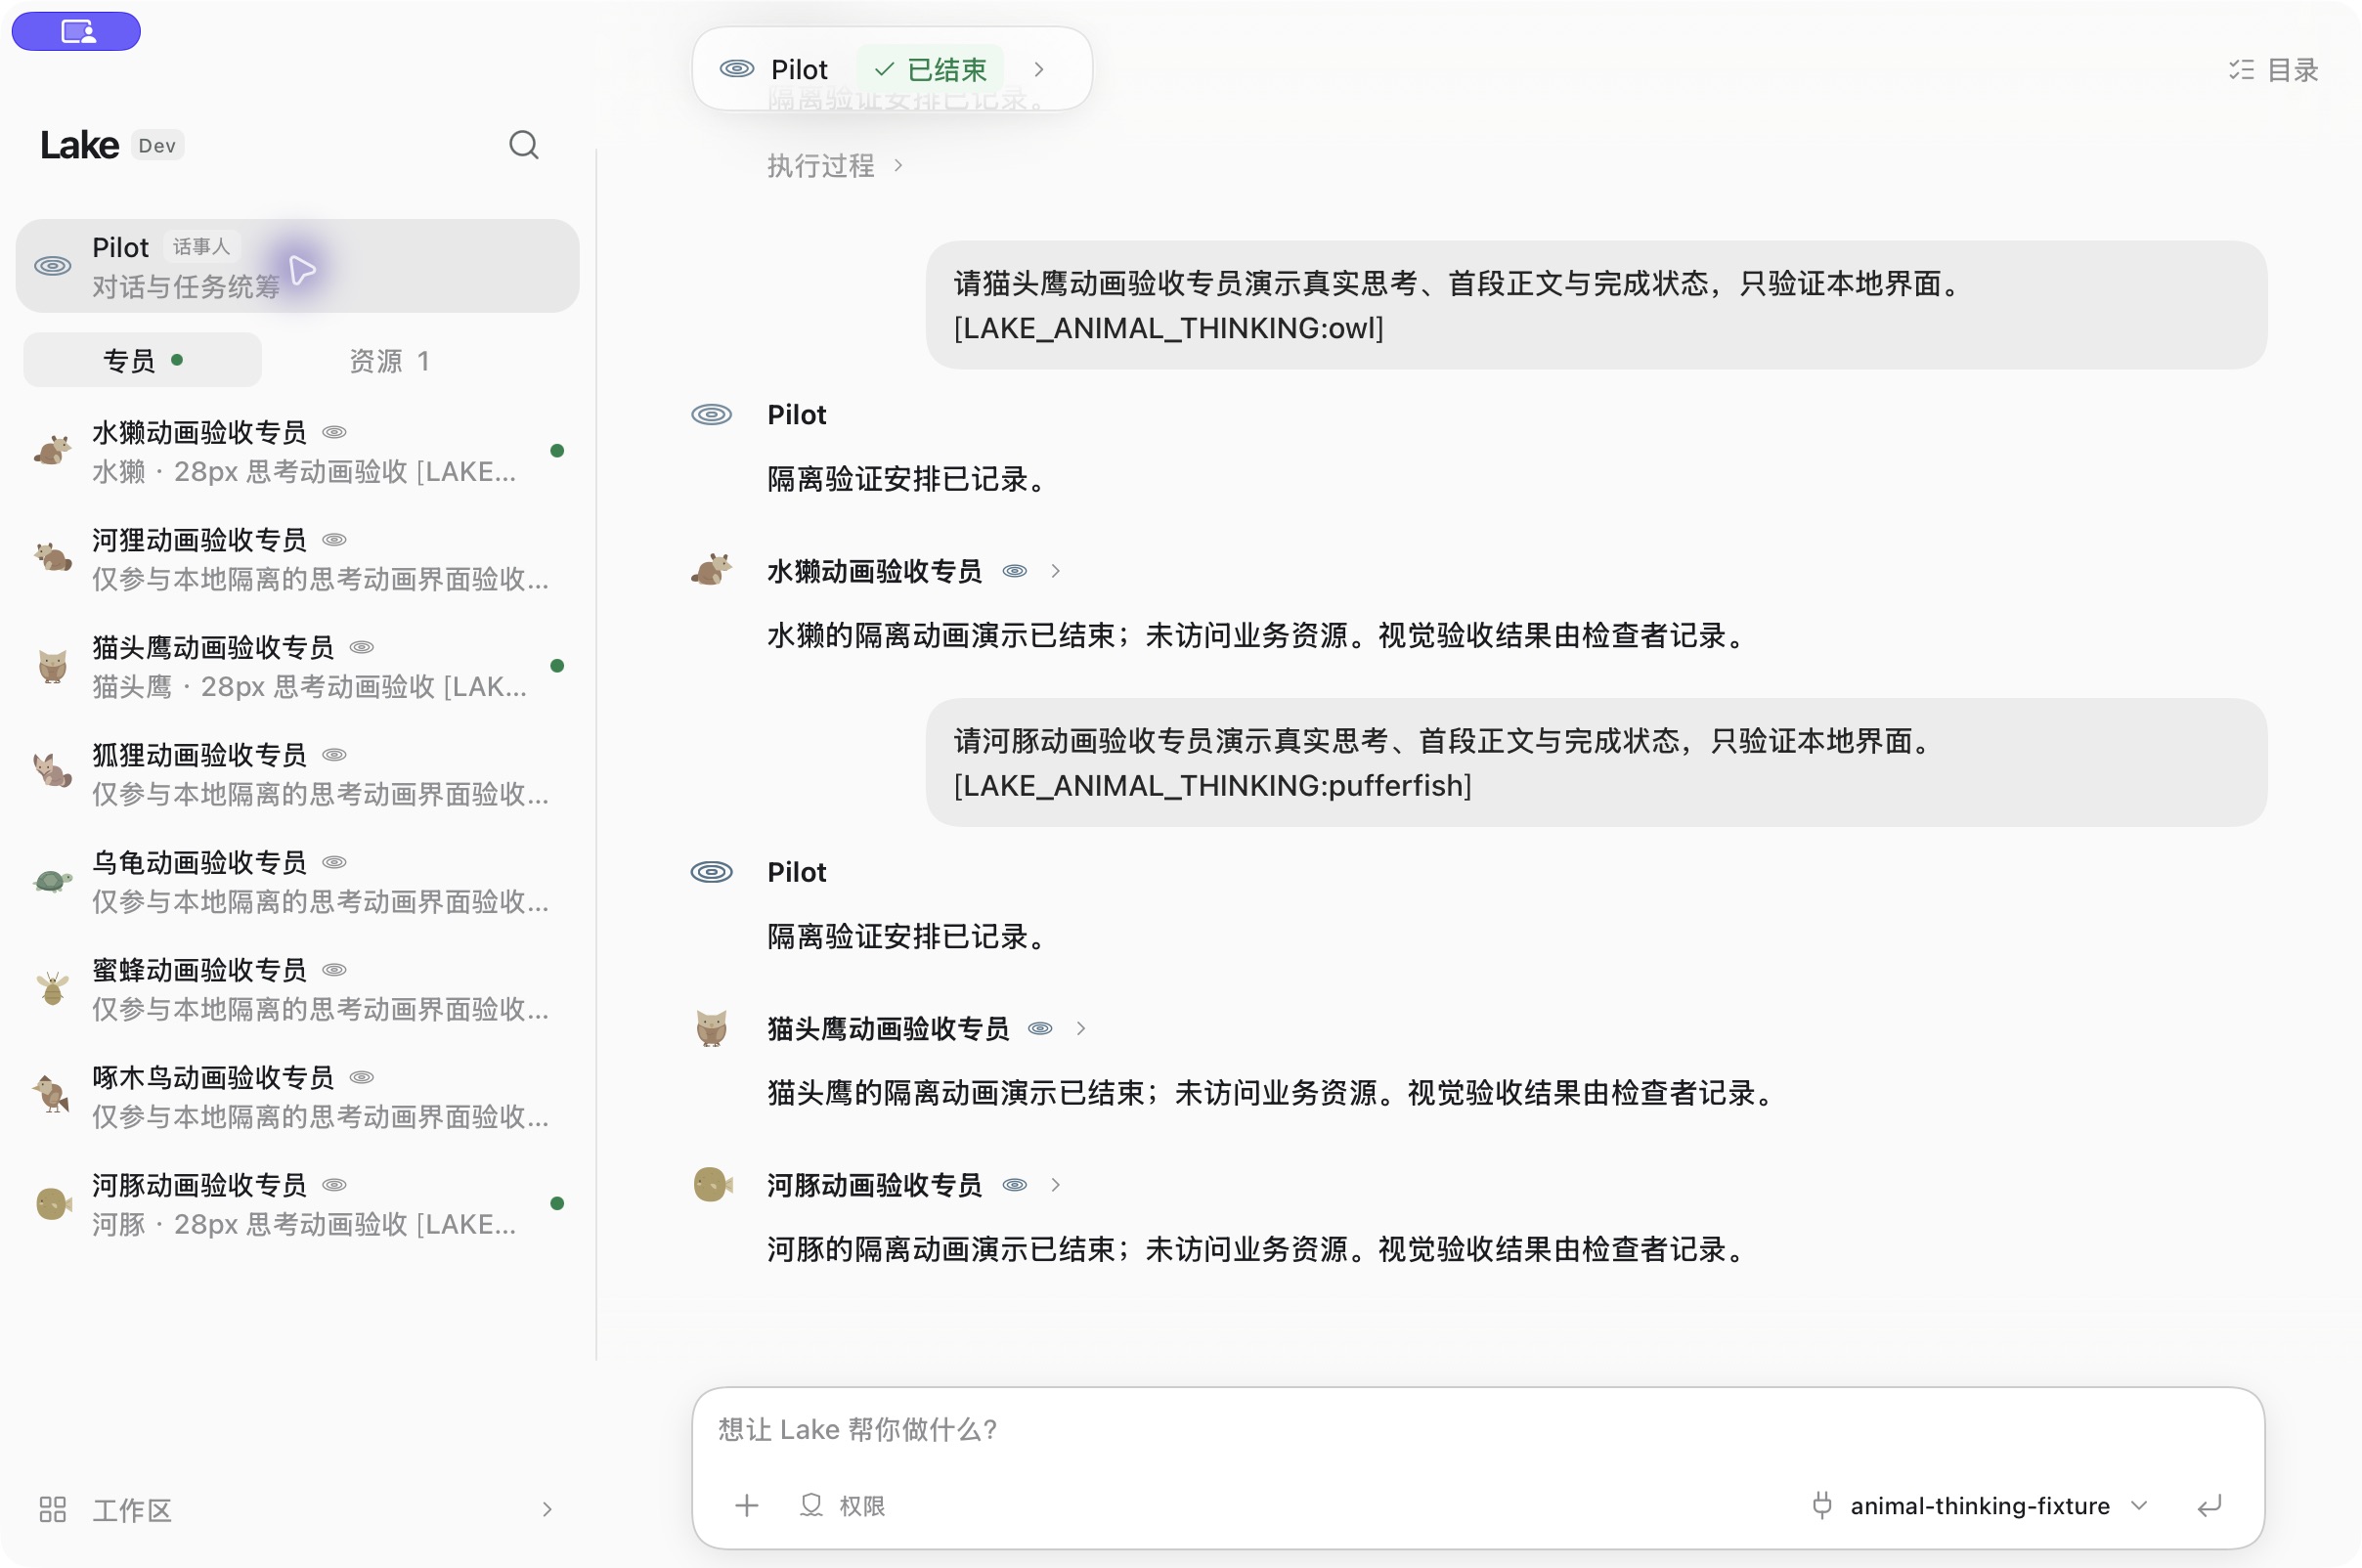 Lake Dev
Pilot 话事人
对话与任务统筹
专员
资源 1
水獭动画验收专员
水獭 · 28px 思考动画验收 [LAKE...
河狸动画验收专员
仅参与本地隔离的思考动画界面验收...
猫头鹰动画验收专员
猫头鹰 · 28px 思考动画验收 [LAK...
狐狸动画验收专员
仅参与本地隔离的思考动画界面验收...
乌龟动画验收专员
仅参与本地隔离的思考动画界面验收...
蜜蜂动画验收专员
仅参与本地隔离的思考动画界面验收...
啄木鸟动画验收专员
仅参与本地隔离的思考动画界面验收...
河豚动画验收专员
河豚 · 28px 思考动画验收 [LAKE...
工作区
Pilot 已结束
目录
隔离验证安排已记录。
执行过程
请猫头鹰动画验收专员演示真实思考、首段正文与完成状态，只验证本地界面。
[LAKE_ANIMAL_THINKING:owl]
Pilot
隔离验证安排已记录。
水獭动画验收专员
水獭的隔离动画演示已结束；未访问业务资源。视觉验收结果由检查者记录。
请河豚动画验收专员演示真实思考、首段正文与完成状态，只验证本地界面。
[LAKE_ANIMAL_THINKING:pufferfish]
Pilot
隔离验证安排已记录。
猫头鹰动画验收专员
猫头鹰的隔离动画演示已结束；未访问业务资源。视觉验收结果由检查者记录。
河豚动画验收专员
河豚的隔离动画演示已结束；未访问业务资源。视觉验收结果由检查者记录。
想让 Lake 帮你做什么？
权限
animal-thinking-fixture